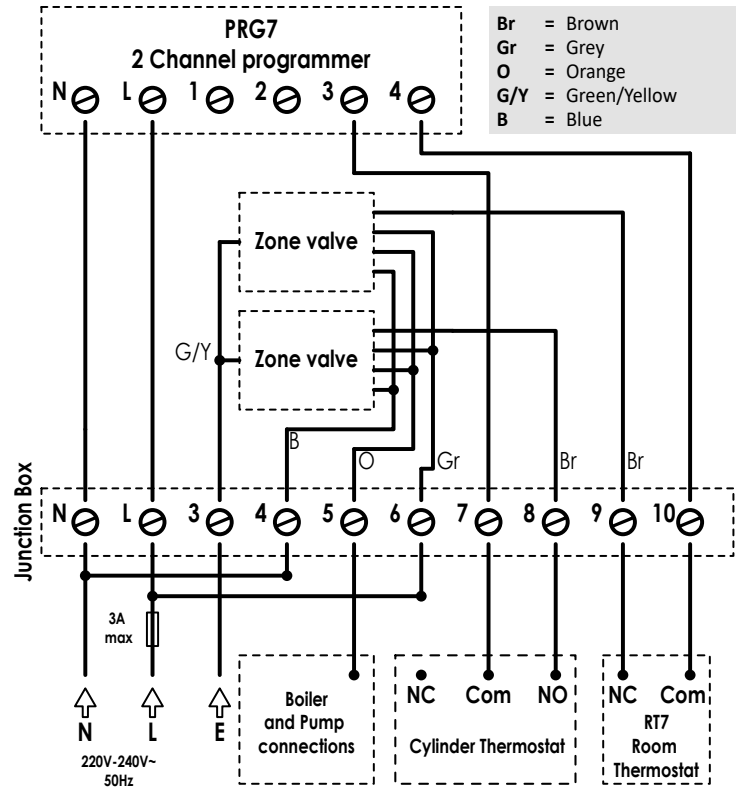 PRG7
2 Channel programmer
N L 1 2 3 4
Br = Brown
Gr = Grey
O = Orange
G/Y = Green/Yellow
B = Blue
Zone valve
G/Y
Zone valve
B
O
Gr
Br
Br
Junction Box
N L 3 4 5 6 7 8 9 10
3A
max
N L E
220V-240V~
50Hz
Boiler
and Pump
connections
NC Com NO
Cylinder Thermostat
NC Com
RT7
Room
Thermostat